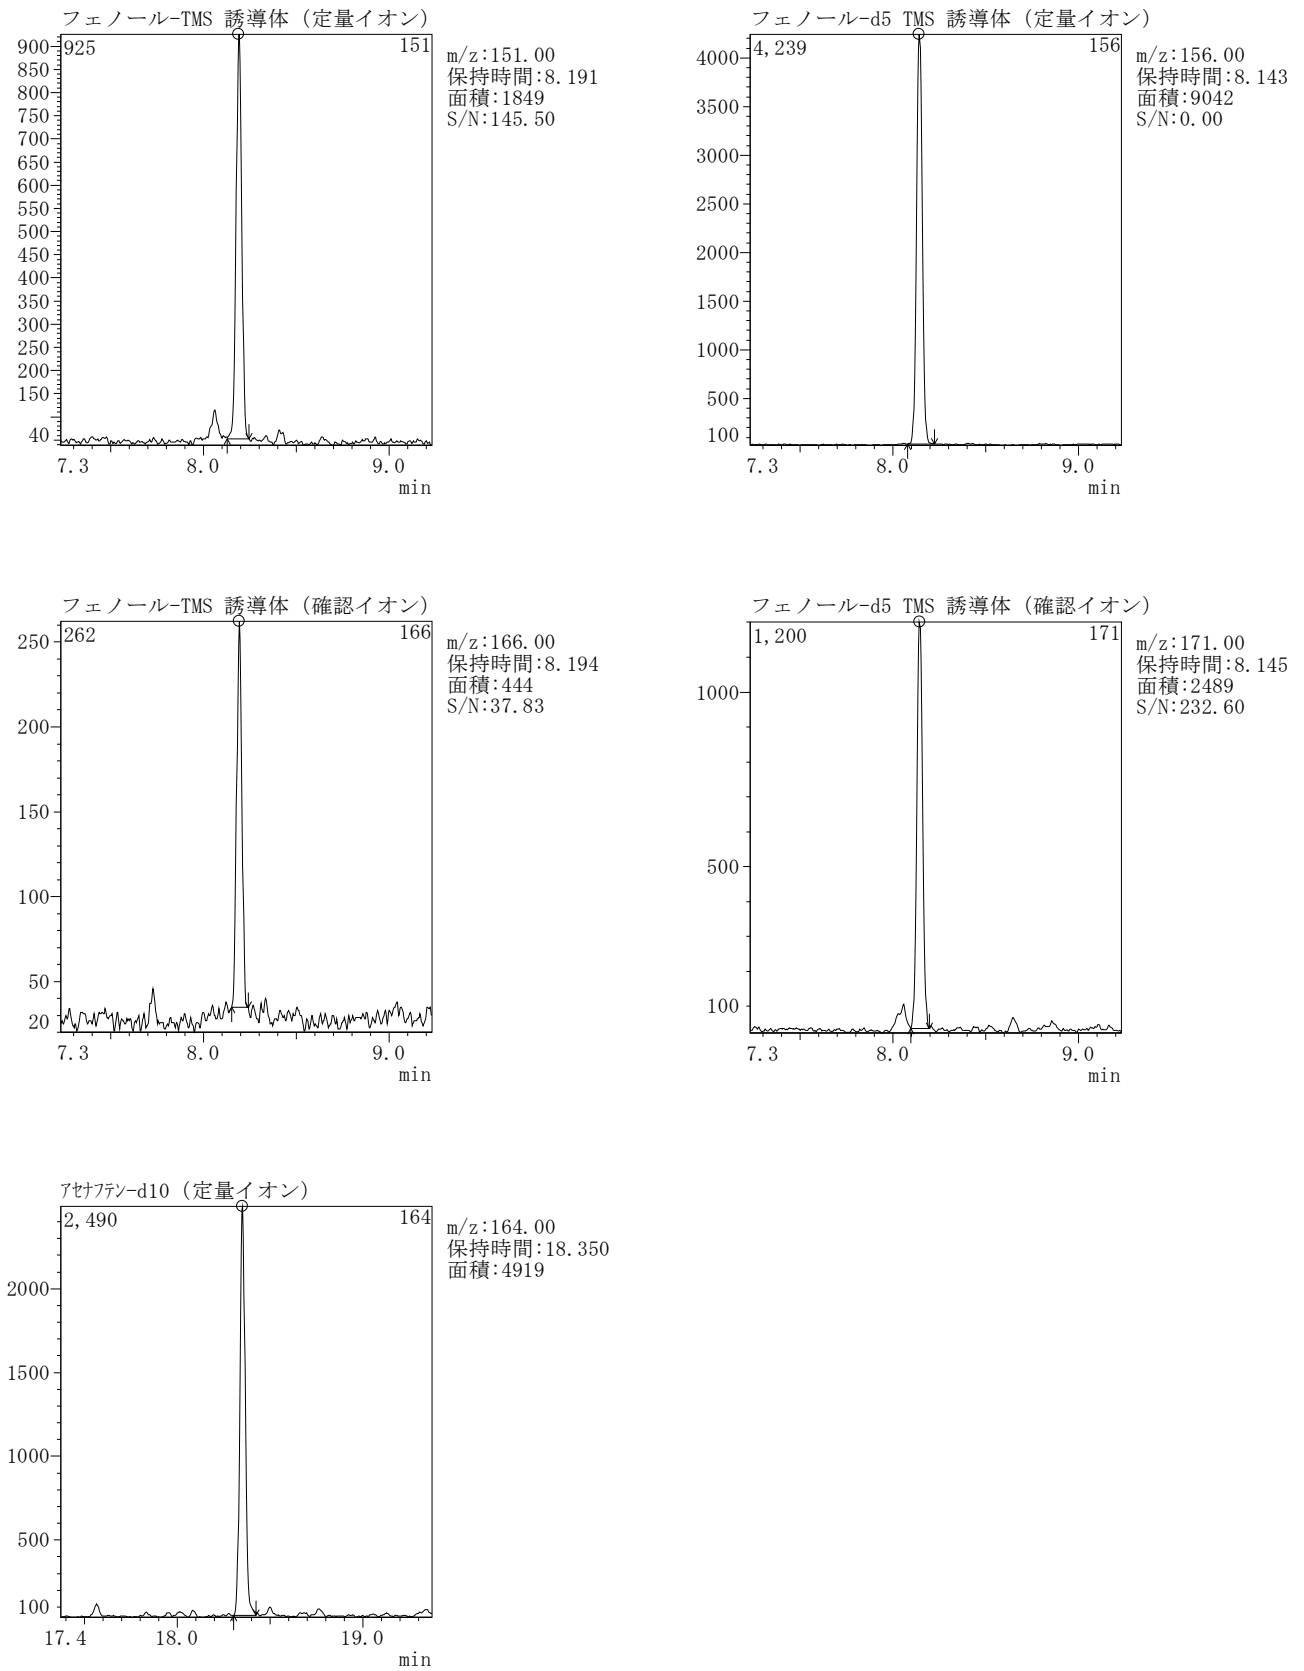 フェノール-TMS 誘導体 (定量イオン)
925
151
m/z:151.00
保持時間:8.191
面積:1849
S/N:145.50
900
850
800
750
700
650
600
550
500
450
400
350
300
250
200
150
40
7.3
8.0
9.0
min
フェノール-d5 TMS 誘導体 (定量イオン)
4,239
156
m/z:156.00
保持時間:8.143
面積:9042
S/N:0.00
4000
3500
3000
2500
2000
1500
1000
500
100
7.3
8.0
9.0
min
フェノール-TMS 誘導体 (確認イオン)
262
166
m/z:166.00
保持時間:8.194
面積:444
S/N:37.83
250
200
150
100
50
20
7.3
8.0
9.0
min
フェノール-d5 TMS 誘導体 (確認イオン)
1,200
171
m/z:171.00
保持時間:8.145
面積:2489
S/N:232.60
1000
500
100
7.3
8.0
9.0
min
アセナフテン-d10 (定量イオン)
2,490
164
m/z:164.00
保持時間:18.350
面積:4919
2000
1500
1000
500
100
17.4
18.0
19.0
min